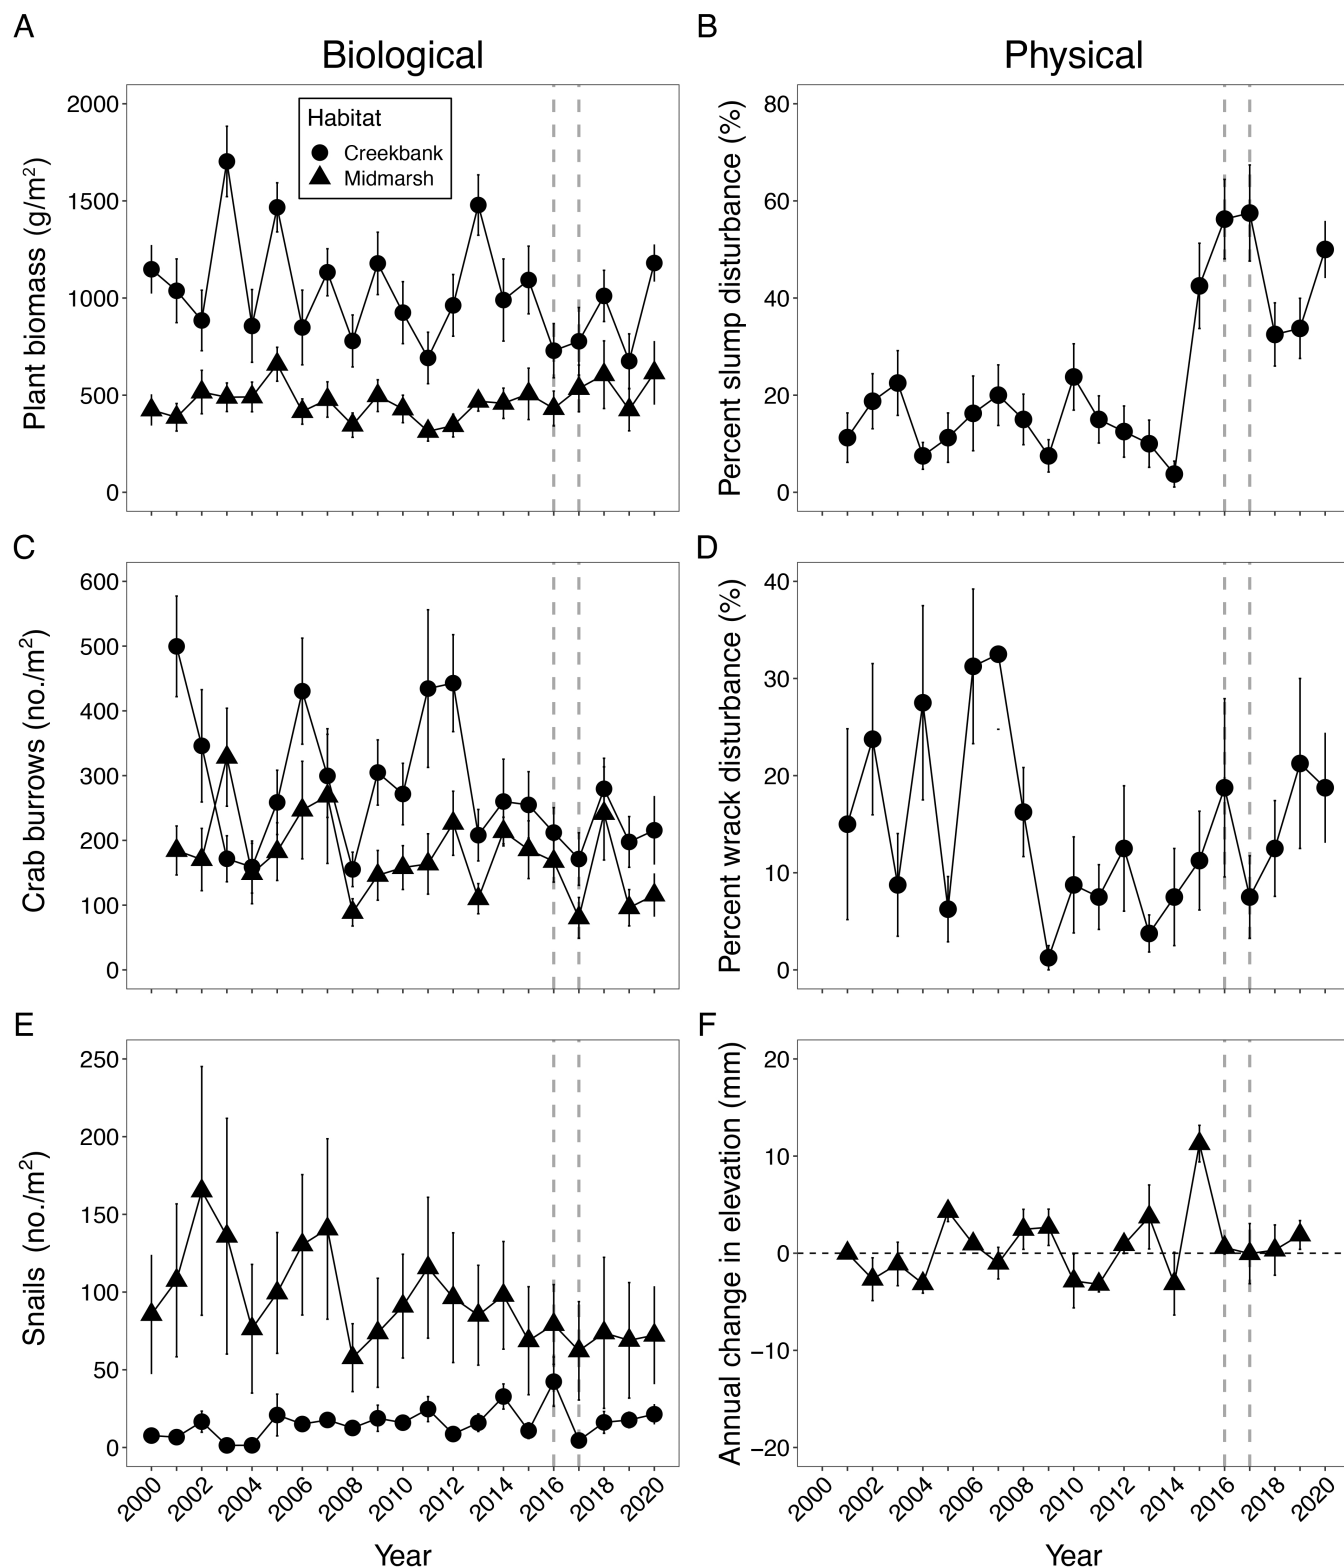 A
B
Biological
Physical
Plant biomass (g/m²)
2000
1500
1000
500
0
Habitat
Creekbank
Midmarsh
Percent slump disturbance (%)
80
60
40
20
0
C
D
Crab burrows (no./m²)
600
500
400
300
200
100
0
Percent wrack disturbance (%)
40
30
20
10
0
E
F
Snails (no./m²)
250
200
150
100
50
0
2000 2002 2004 2006 2008 2010 2012 2014 2016 2018 2020
Year
Annual change in elevation (mm)
20
10
0
−10
−20
2000 2002 2004 2006 2008 2010 2012 2014 2016 2018 2020
Year